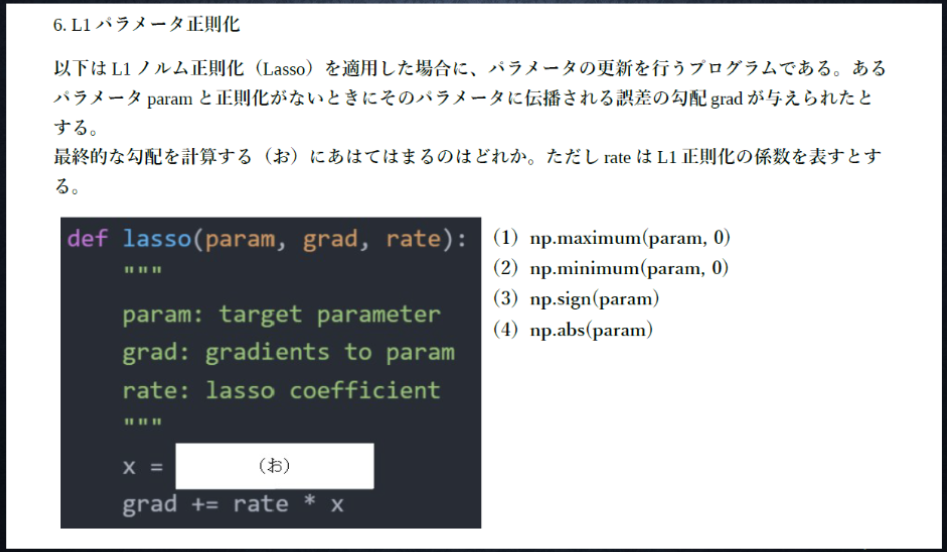 6. L1 パラメータ正則化
以下は L1 ノルム正則化（Lasso）を適用した場合に、パラメータの更新を行うプログラムである。ある
パラメータ param と正則化がないときにそのパラメータに伝播される誤差の勾配 grad が与えられたと
する。
最終的な勾配を計算する（お）にあてはてはまるのはどれか。ただし rate は L1 正則化の係数を表すとす
る。
def lasso(param, grad, rate):
"""
param: target parameter
grad: gradients to param
rate: lasso coefficient
"""
x = （お）
grad += rate * x
(1) np.maximum(param, 0)
(2) np.minimum(param, 0)
(3) np.sign(param)
(4) np.abs(param)